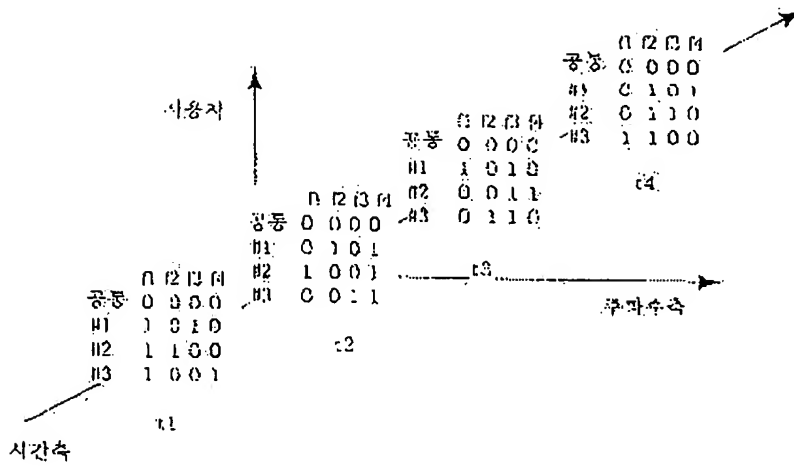 f1 f2 f3 f4
공통 0 0 0 0
#1 0 1 0 1
#2 0 1 1 0
#3 1 1 0 0
t4
사용자
f1 f2 f3 f4
공통 0 0 0 0
#1 1 0 1 0
#2 0 0 1 1
#3 0 1 1 0
t3
f1 f2 f3 f4
공통 0 0 0 0
#1 0 1 0 1
#2 1 0 0 1
#3 0 0 1 1
t2
주파수축
f1 f2 f3 f4
공통 0 0 0 0
#1 1 0 1 0
#2 1 1 0 0
#3 1 0 0 1
t1
시간축